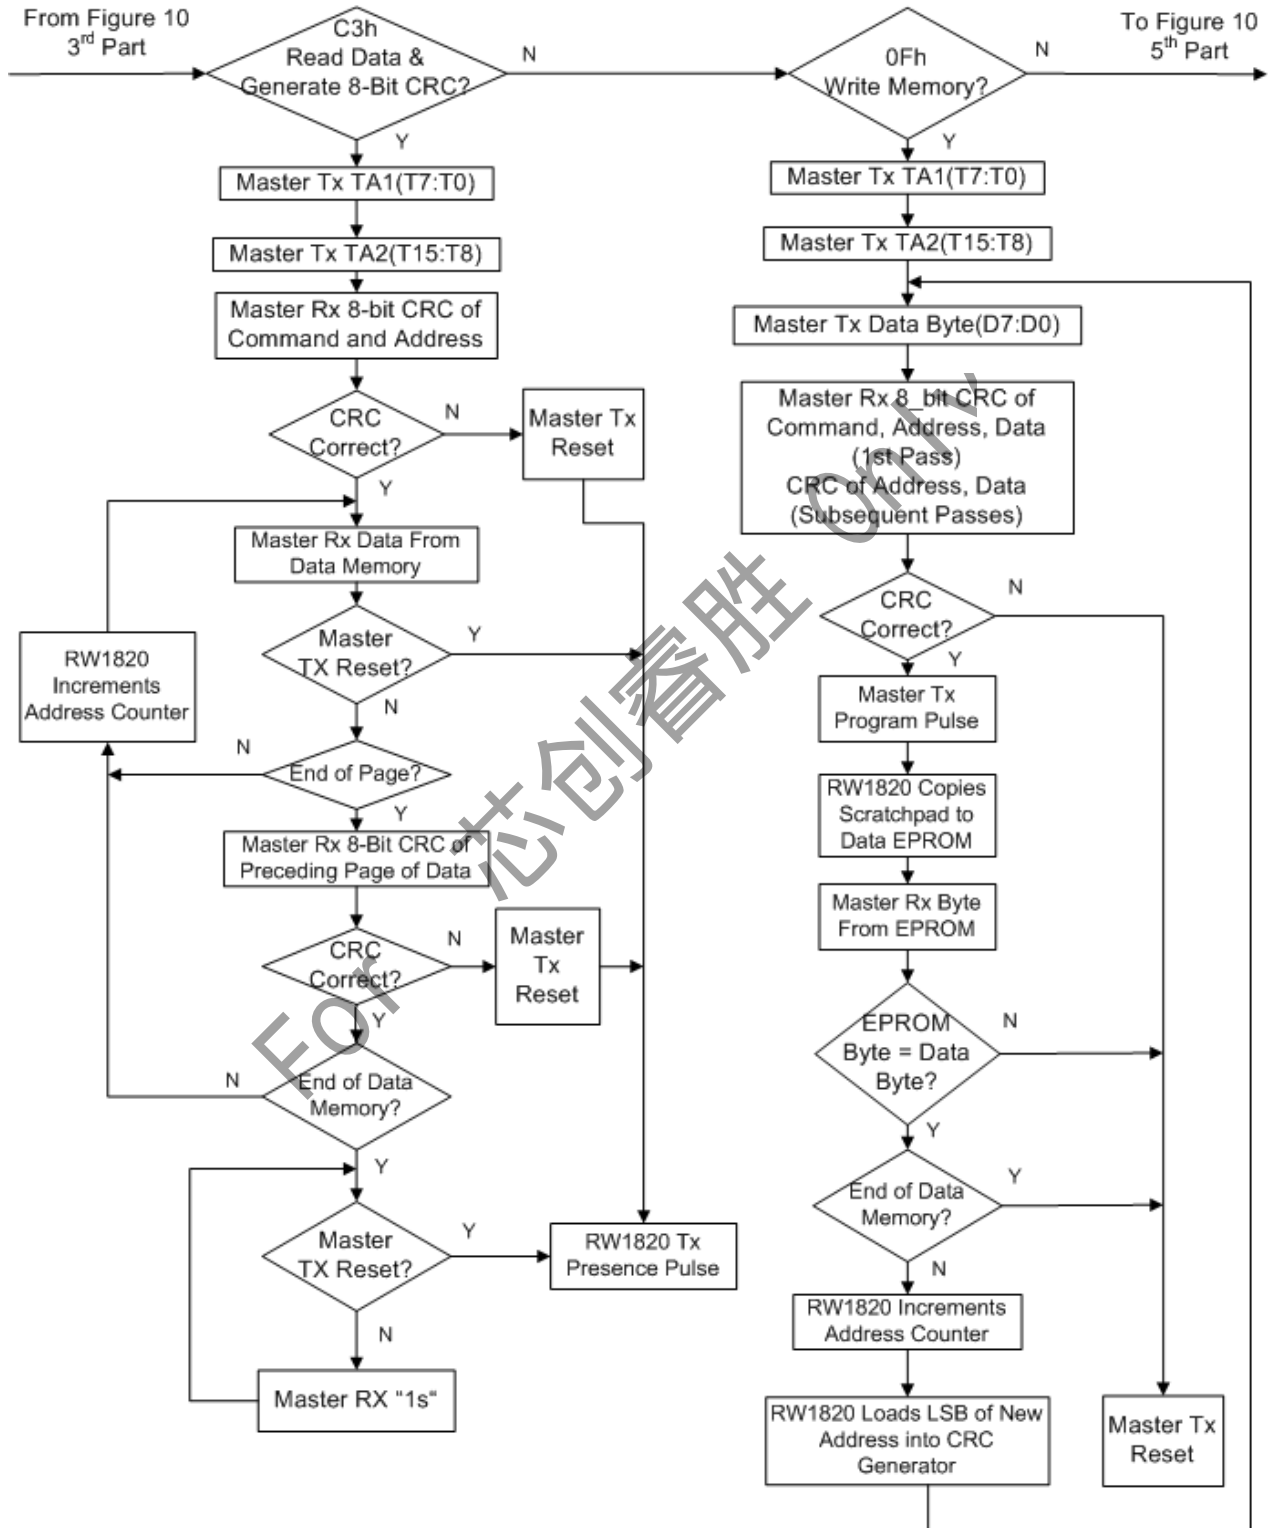 From Figure 10
3rd Part
C3h
Read Data &
Generate 8-Bit CRC?
N
Y
Master Tx TA1(T7:T0)
Master Tx TA2(T15:T8)
Master Rx 8-bit CRC of
Command and Address
CRC
Correct?
N
Master Tx
Reset
Y
Master Rx Data From
Data Memory
Master
TX Reset?
Y
N
RW1820
Increments
Address Counter
End of Page?
N
Y
Master Rx 8-Bit CRC of
Preceding Page of Data
CRC
Correct?
N
Master
Tx
Reset
Y
End of Data
Memory?
N
Y
Master
TX Reset?
Y
RW1820 Tx
Presence Pulse
N
Master RX “1s“
0Fh
Write Memory?
N
To Figure 10
5th Part
Y
Master Tx TA1(T7:T0)
Master Tx TA2(T15:T8)
Master Tx Data Byte(D7:D0)
Master Rx 8_bit CRC of
Command, Address, Data
(1st Pass)
CRC of Address, Data
(Subsequent Passes)
CRC
Correct?
N
Y
Master Tx
Program Pulse
RW1820 Copies
Scratchpad to
Data EPROM
Master Rx Byte
From EPROM
EPROM
Byte = Data
Byte?
N
Y
End of Data
Memory?
Y
N
RW1820 Increments
Address Counter
RW1820 Loads LSB of New
Address into CRC
Generator
Master Tx
Reset
For 芯创睿胜 Only